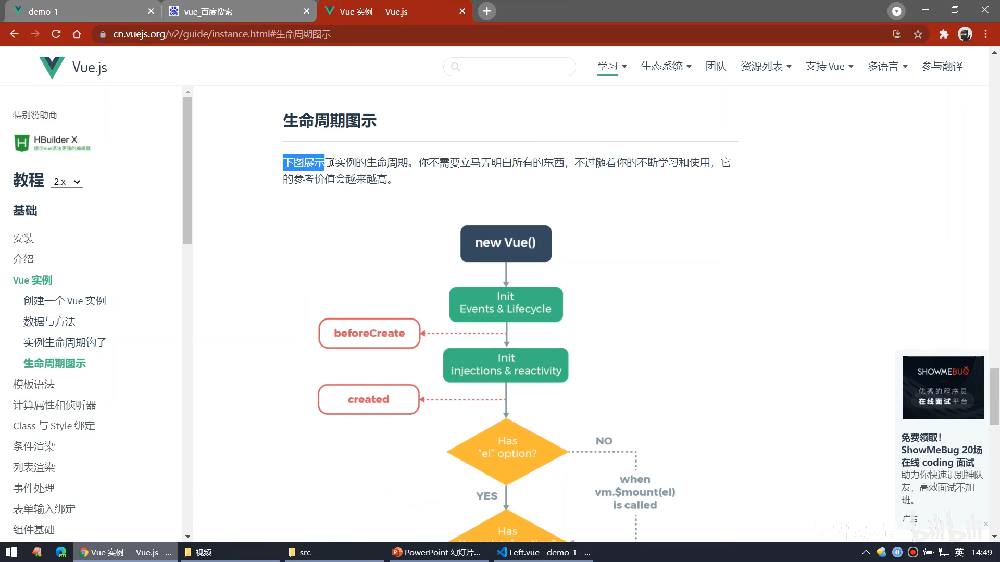 demo-1
vue_百度搜索
Vue 实例 — Vue.js
cn.vuejs.org/v2/guide/instance.html#生命周期图示
Vue.js
学习
生态系统
团队
资源列表
支持 Vue
多语言
参与翻译
特别赞助商
HBuilder X
提示Vue语法更强的编辑器
教程 2.x
基础
安装
介绍
Vue 实例
创建一个 Vue 实例
数据与方法
实例生命周期钩子
生命周期图示
模板语法
计算属性和侦听器
Class 与 Style 绑定
条件渲染
列表渲染
事件处理
表单输入绑定
组件基础
生命周期图示
下图展示了实例的生命周期。你不需要立马弄明白所有的东西，不过随着你的不断学习和使用，它
的参考价值会越来越高。
new Vue()
Init
Events & Lifecycle
beforeCreate
Init
injections & reactivity
created
Has
“el” option?
NO
when
vm.$mount(el)
is called
YES
Has
“template” option?
SHOWMEBUG
优秀的程序员
在线面试平台
免费领取！
ShowMeBug 20场
在线 coding 面试
助力你快速识别神队
友，高效面试不加
班。
广告
bilibili
Vue 实例 — Vue.js - ...
视频
src
PowerPoint 幻灯片...
Left.vue - demo-1 - ...
英
14:49